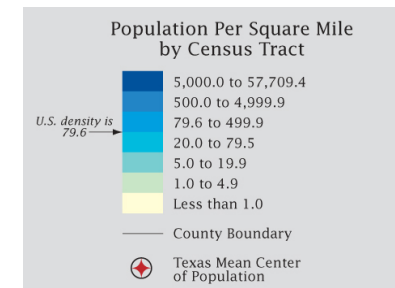 Population Per Square Mile
by Census Tract
5,000.0 to 57,709.4
500.0 to 4,999.9
U.S. density is
79.6
79.6 to 499.9
20.0 to 79.5
5.0 to 19.9
1.0 to 4.9
Less than 1.0
County Boundary
Texas Mean Center
of Population